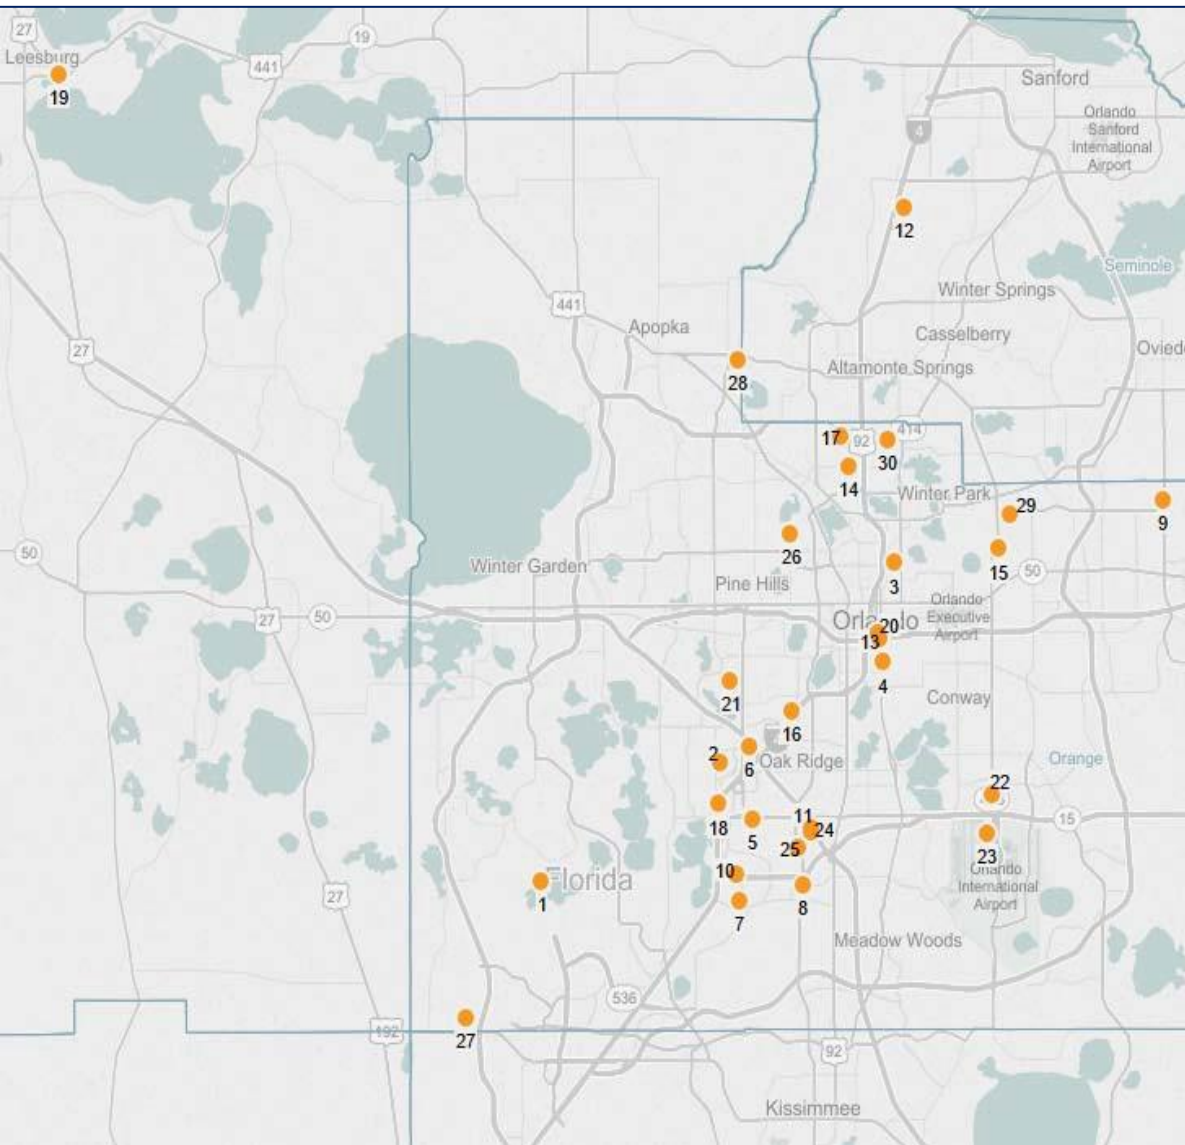 27
Leesburg
19
441
19
Sanford
Orlando
Sanford
International
Airport
4
12
Seminole
Winter Springs
441
Apopka
Casselberry
Oviedo
27
28
Altamonte Springs
17
92
414
30
14
Winter Park
29
9
50
26
15
Winter Garden
3
50
Pine Hills
Orlando
Executive
Airport
27
50
Orlando
20
13
4
21
Conway
16
2
6
Oak Ridge
Orange
22
18
5
11
24
15
25
23
10
Florida
1
7
8
Orlando
International
Airport
27
Meadow Woods
536
27
192
92
Kissimmee